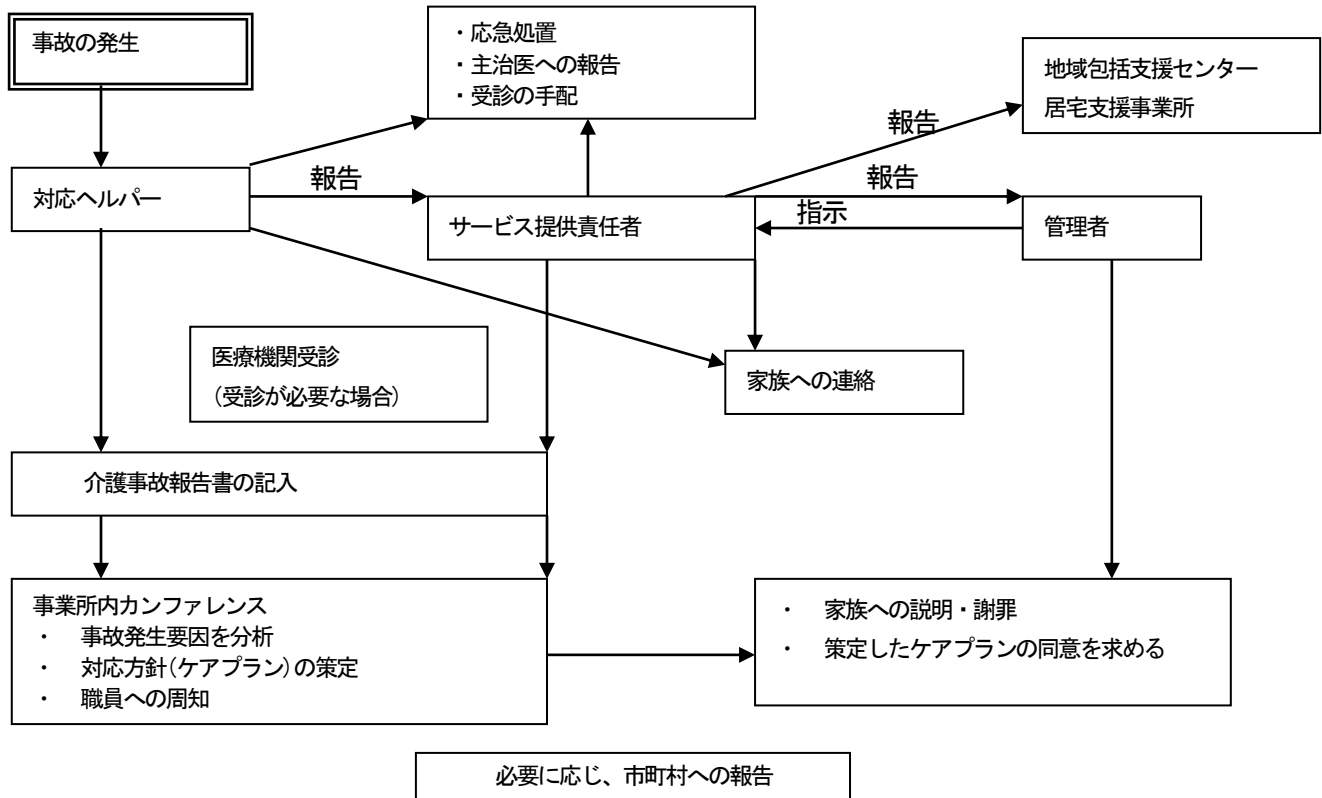 事故の発生
・応急処置
・主治医への報告
・受診の手配
地域包括支援センター
居宅支援事業所
報告
対応ヘルパー
報告
報告
サービス提供責任者
指示
管理者
医療機関受診
（受診が必要な場合）
家族への連絡
介護事故報告書の記入
事業所内カンファレンス
・　事故発生要因を分析
・　対応方針（ケアプラン）の策定
・　職員への周知
・　家族への説明・謝罪
・　策定したケアプランの同意を求める
必要に応じ、市町村への報告